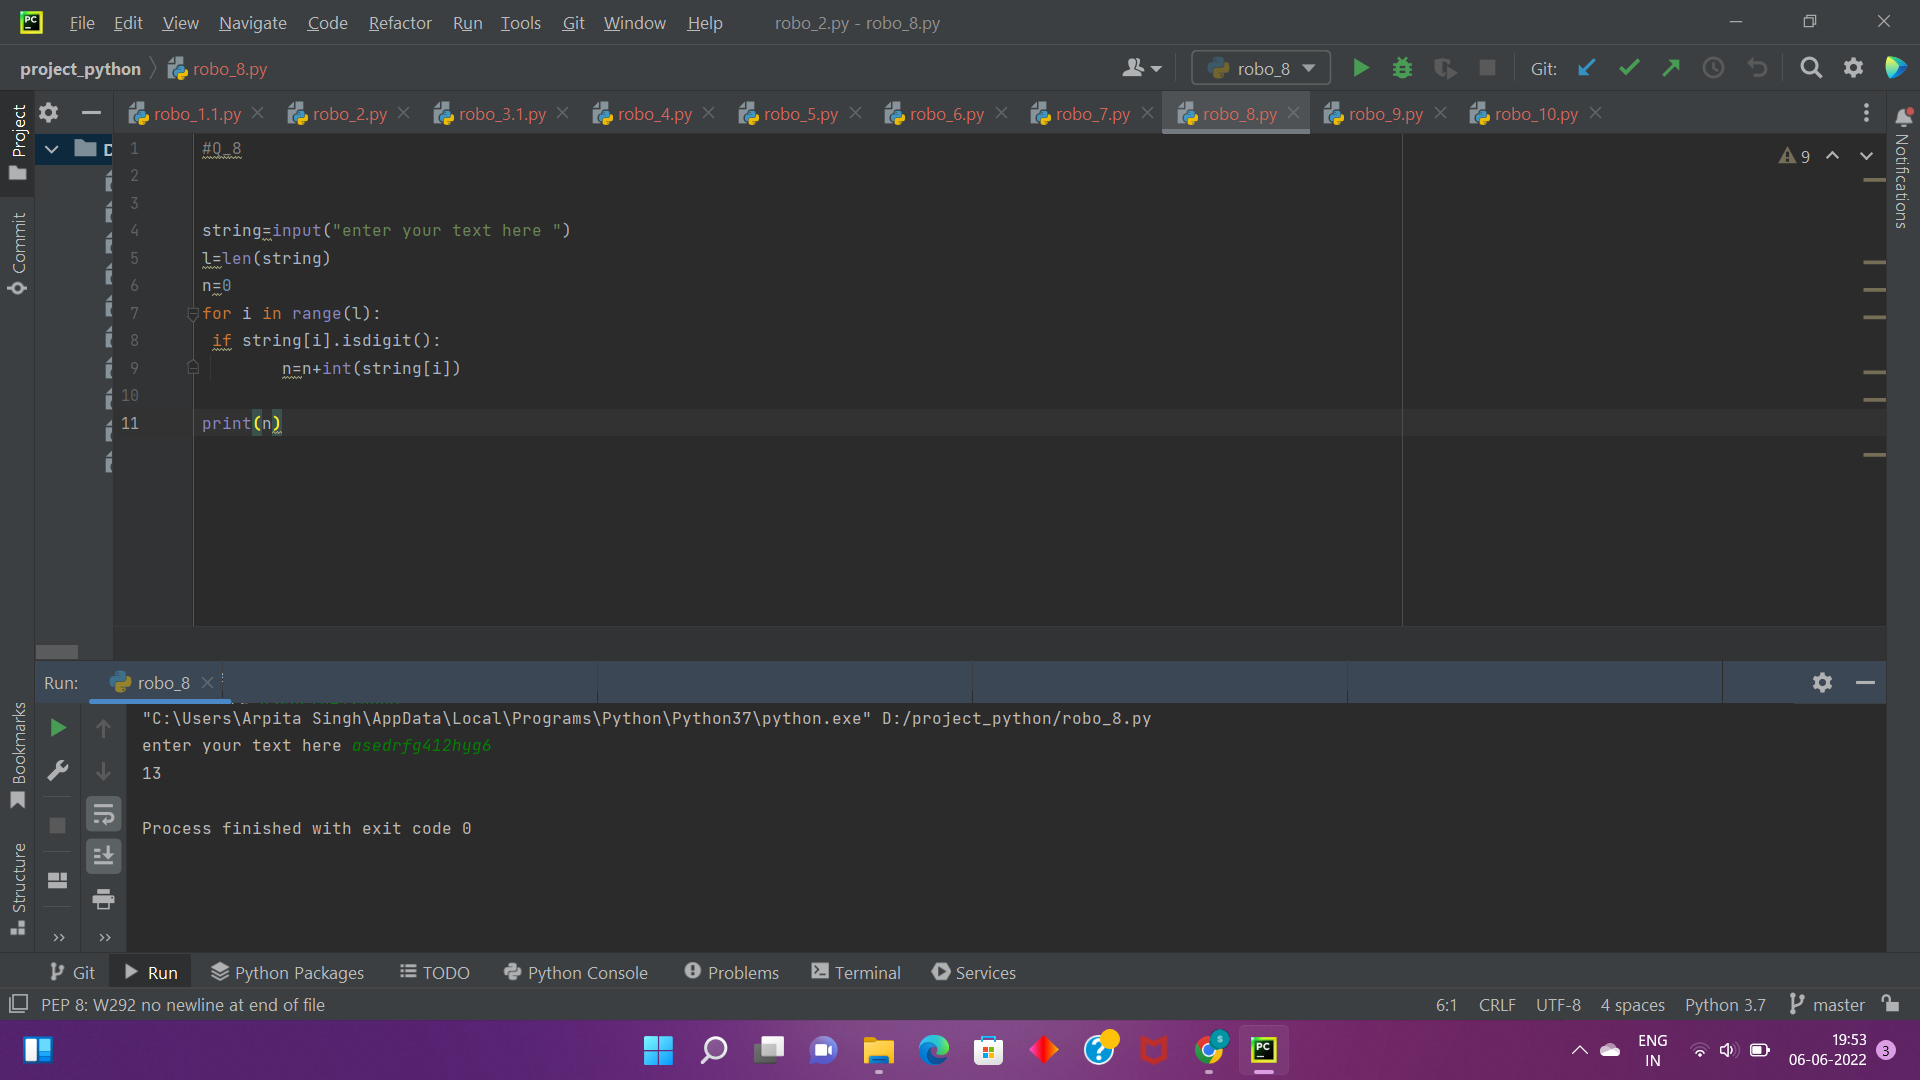 File Edit View Navigate Code Refactor Run Tools Git Window Help robo_2.py - robo_8.py
project_python robo_8.py robo_8 Git:
robo_1.1.py robo_2.py robo_3.1.py robo_4.py robo_5.py robo_6.py robo_7.py robo_8.py robo_9.py robo_10.py
Project
Commit
Bookmarks
Structure
Notifications
D
9
1 #Q_8
2
3
4 string=input("enter your text here ")
5 l=len(string)
6 n=0
7 for i in range(l):
8 if string[i].isdigit():
9 n=n+int(string[i])
10
11 print(n)
Run: robo_8
"C:\Users\Arpita Singh\AppData\Local\Programs\Python\Python37\python.exe" D:/project_python/robo_8.py
enter your text here asedrfg412hyg6
13
Process finished with exit code 0
Git Run Python Packages TODO Python Console Problems Terminal Services
PEP 8: W292 no newline at end of file 6:1 CRLF UTF-8 4 spaces Python 3.7 master
ENG
IN
19:53
06-06-2022
3